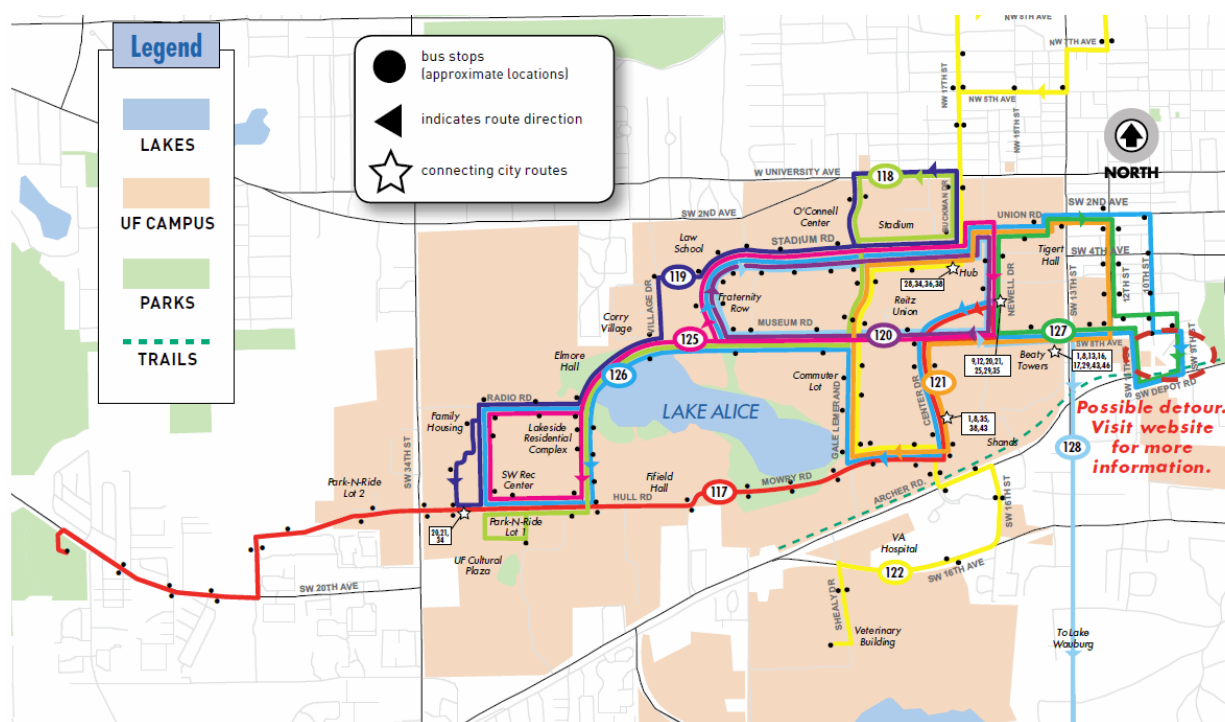 Legend
LAKES
UF CAMPUS
PARKS
TRAILS
bus stops
(approximate locations)
indicates route direction
connecting city routes
NW 8TH AVE
NW 7TH AVE
NW 17TH ST
NW 5TH AVE
NW 15TH ST
NORTH
W UNIVERSITY AVE
118
BUCKMAN DR
SW 2ND AVE
O'Connell
Center
Stadium
UNION RD
SW 2ND AVE
Law
School
STADIUM RD
Tigert
Hall
SW 4TH AVE
119
Hub
28,34,36,38
NEWELL DR
SW 13TH ST
12TH ST
10TH ST
VILLAGE DR
Fraternity
Row
Reitz
Union
Corry
Village
MUSEUM RD
125
120
127
SW 8TH AVE
SW 9TH ST
Elmore
Hall
126
9,12,20,21,
25,29,35
Beaty
Towers
1,8,13,16,
17,29,43,46
SW DEPOT RD
Commuter
Lot
121
CENTER DR
RADIO RD
LAKE ALICE
GALE LEMERAND
Possible detour.
Visit website
for more
information.
Family
Housing
Lakeside
Residential
Complex
1,8,35,
38,43
Shands
128
SW 34TH ST
SW Rec
Center
Fifield
Hall
MOWRY RD
ARCHER RD.
Park-N-Ride
Lot 2
HULL RD
117
SW 16TH ST
20,21,
34
Park-N-Ride
Lot 1
UF Cultural
Plaza
VA
Hospital
122
SW 16TH AVE
SW 20TH AVE
SHEALY DR
Veterinary
Building
To Lake
Wauburg